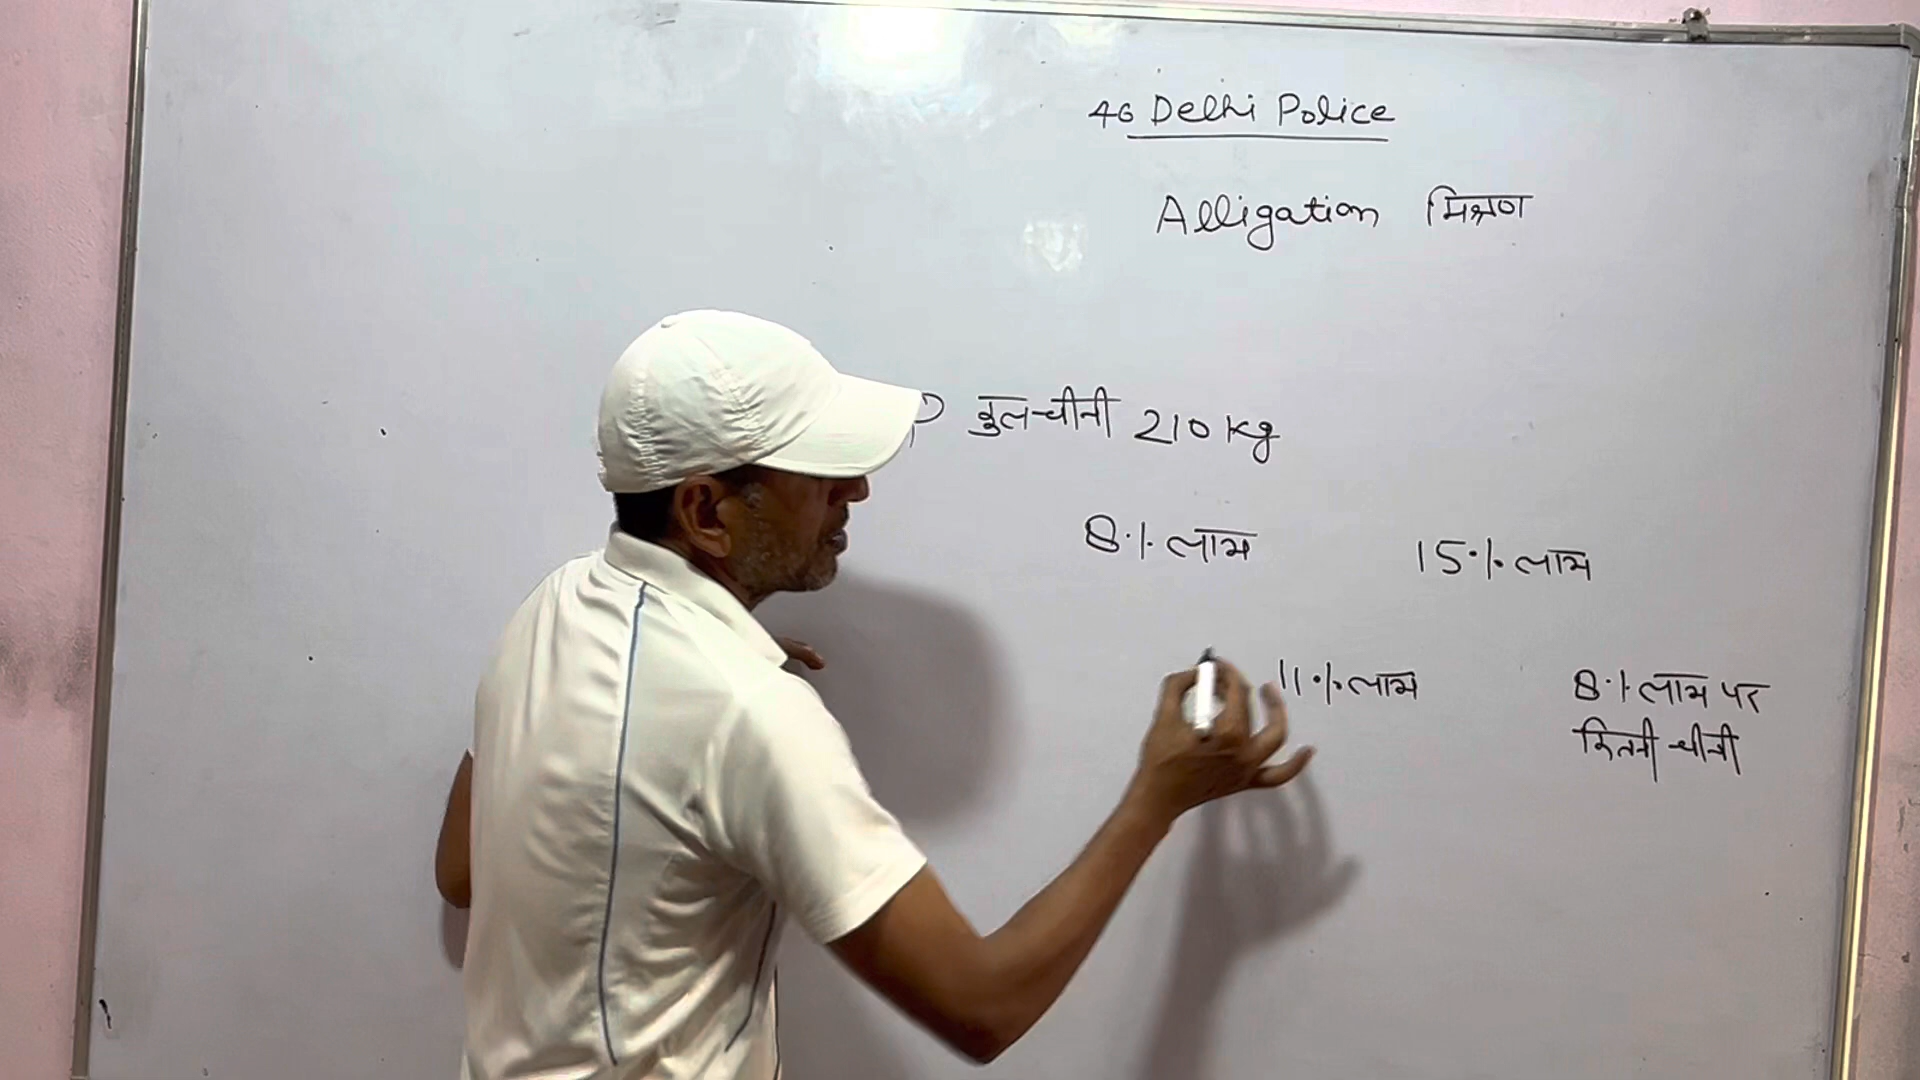 46 Delhi Police
Alligation मिश्रण
कुल चीनी 210 kg
8% लाभ 15% लाभ
11% लाभ 8% लाभ पर
कितनी चीनी